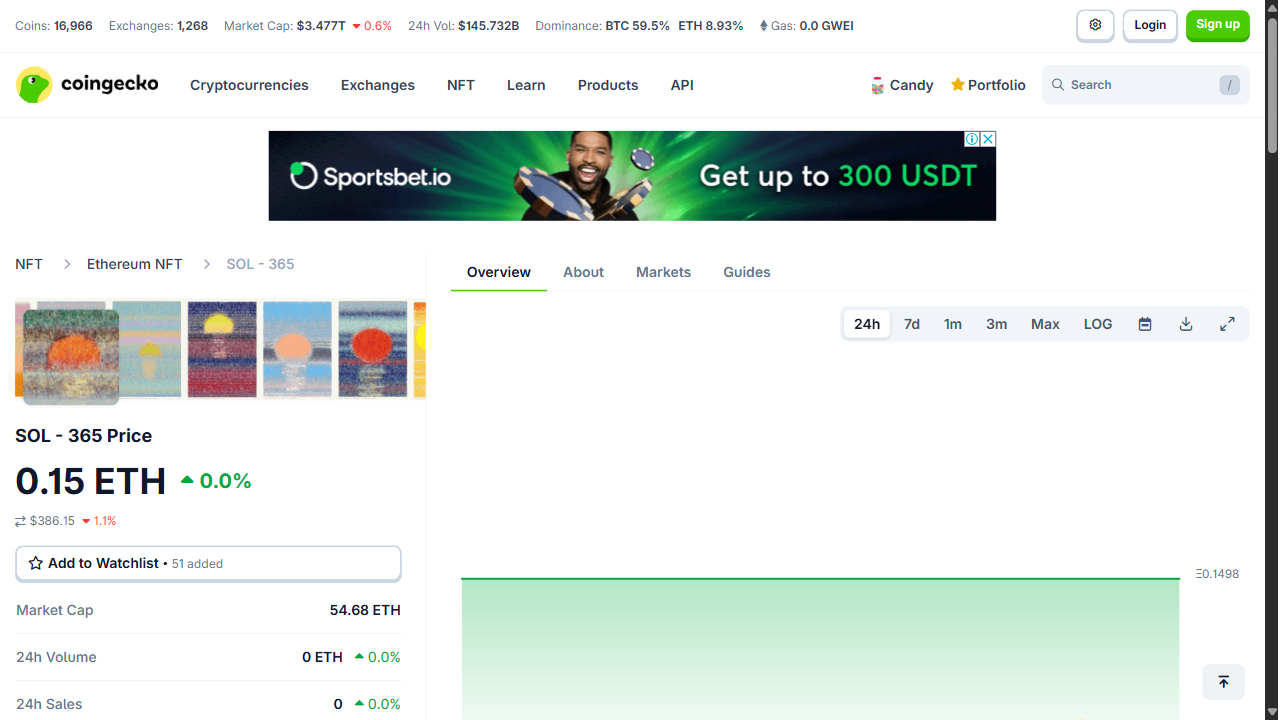 Coins: 16,966 Exchanges: 1,268 Market Cap: $3.477T 0.6% 24h Vol: $145.732B Dominance: BTC 59.5% ETH 8.93% Gas: 0.0 GWEI Login Sign up
coingecko Cryptocurrencies Exchanges NFT Learn Products API Candy Portfolio Search /
Sportsbet.io Get up to 300 USDT
NFT Ethereum NFT SOL - 365
Overview About Markets Guides
24h 7d 1m 3m Max LOG
SOL - 365 Price
0.15 ETH 0.0%
$386.15 1.1%
Add to Watchlist • 51 added
Ξ0.1498
Market Cap 54.68 ETH
24h Volume 0 ETH 0.0%
24h Sales 0 0.0%